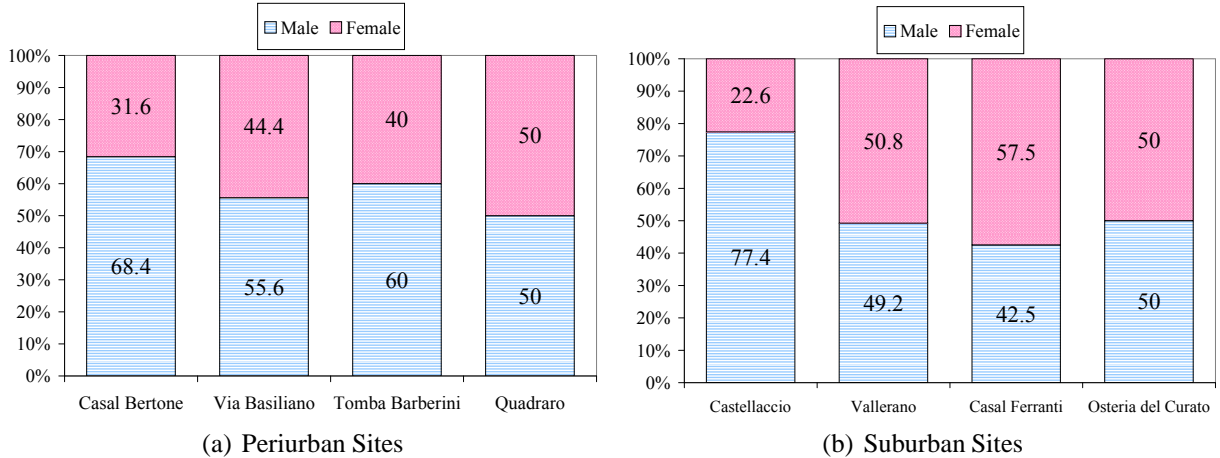 Male Female
100%
90%
80%
70%
60%
50%
40%
30%
20%
10%
0%
31.6 44.4 40 50
68.4 55.6 60 50
Casal Bertone Via Basiliano Tomba Barberini Quadraro
(a) Periurban Sites
Male Female
100%
90%
80%
70%
60%
50%
40%
30%
20%
10%
0%
22.6 50.8 57.5 50
77.4 49.2 42.5 50
Castellaccio Vallerano Casal Ferranti Osteria del Curato
(b) Suburban Sites